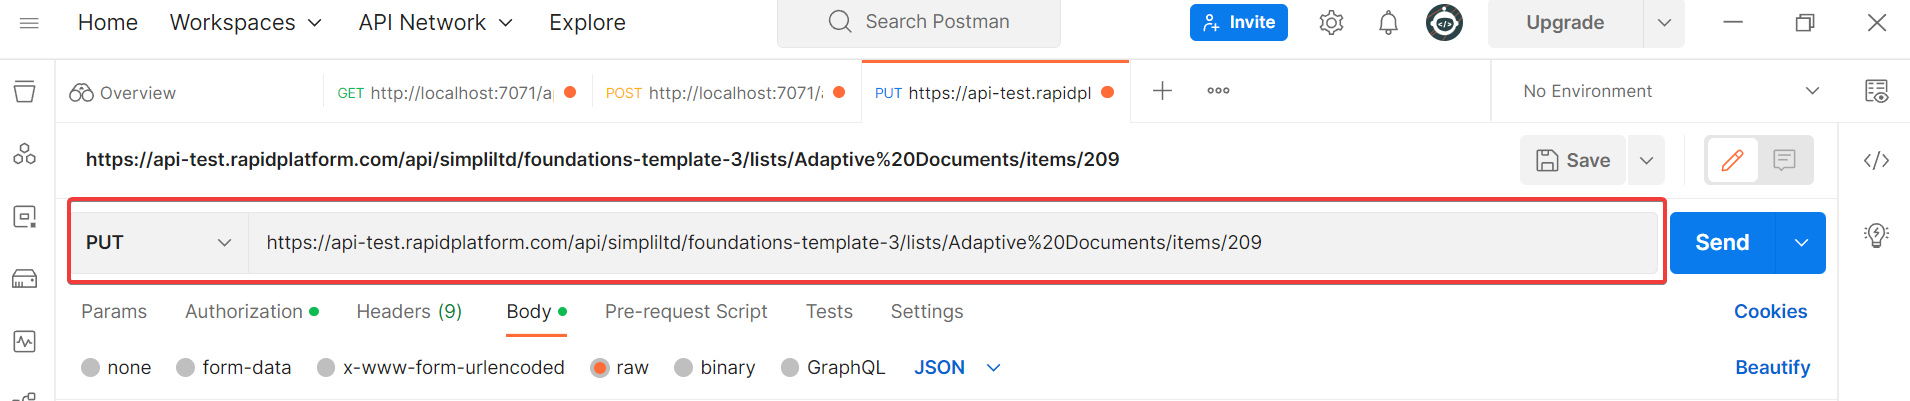 Home Workspaces API Network Explore Search Postman Invite Upgrade
Overview GET http://localhost:7071/a POST http://localhost:7071/ PUT https://api-test.rapidpl No Environment
https://api-test.rapidplatform.com/api/simpliltd/foundations-template-3/lists/Adaptive%20Documents/items/209 Save
PUT https://api-test.rapidplatform.com/api/simpliltd/foundations-template-3/lists/Adaptive%20Documents/items/209 Send
Params Authorization Headers (9) Body Pre-request Script Tests Settings Cookies
none form-data x-www-form-urlencoded raw binary GraphQL JSON Beautify